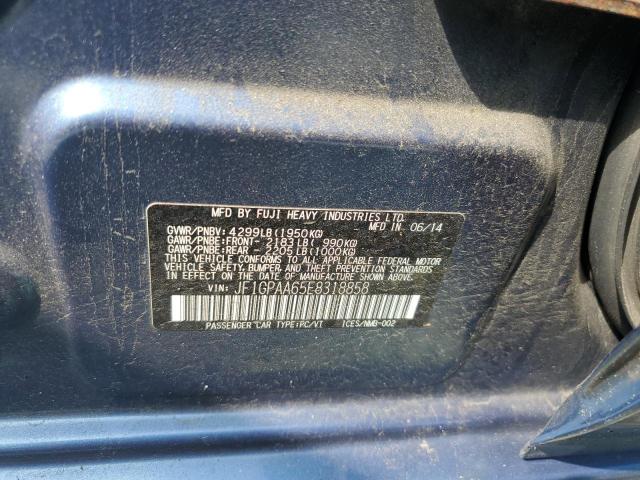 MFD BY FUJI HEAVY INDUSTRIES LTD.
GVWR/PNBV: 4299LB(1950KG) MFD IN 06/14
GAWR/PNBE:FRONT- 2183LB( 990KG)
GAWR/PNBE:REAR - 2205LB(1000KG)
THIS VEHICLE CONFORMS TO ALL APPLICABLE FEDERAL MOTOR
VEHICLE SAFETY, BUMPER, AND THEFT PREVENTION
STANDARDS IN EFFECT ON THE DATE OF MANUFACTURE SHOWN ABOVE.
VIN: JF1GPAA65E8318858
PASSENGER CAR TYPE:PC/VT ICES/NMB-002